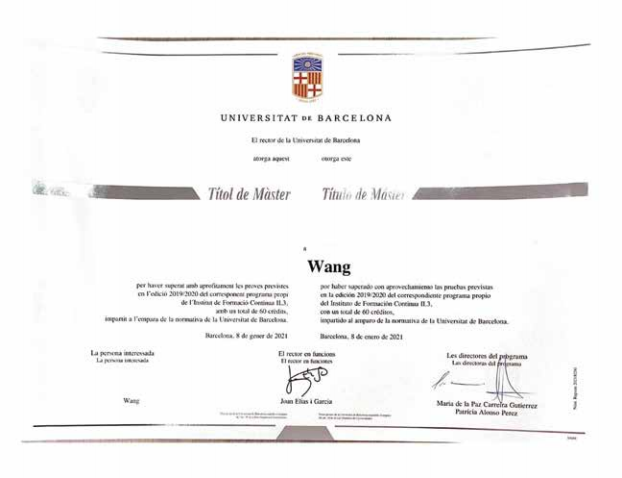 UNIVERSITAT DE BARCELONA
El rector de la Universitat de Barcelona
atorga aquest
otorga este
Títol de Màster
Título de Máster
a
Wang
per haver superat amb aprofitament les proves previstes
en l'edició 2019/2020 del corresponent programa propi
de l'Institut de Formació Contínua IL3,
amb un total de 60 crèdits,
impartit a l'empara de la normativa de la Universitat de Barcelona.
Barcelona, 8 de gener de 2021
por haber superado con aprovechamiento las pruebas previstas
en la edición 2019/2020 del correspondiente programa propio
del Instituto de Formación Continua IL3,
con un total de 60 créditos,
impartido al amparo de la normativa de la Universitat de Barcelona.
Barcelona, 8 de enero de 2021
La persona interessada
La persona interesada
Wang
El rector en funcions
El rector en funciones
Joan Elias i Garcia
Les directores del programa
Las directoras del programa
Maria de la Paz Carreira Gutierrez
Patricia Alonso Perez